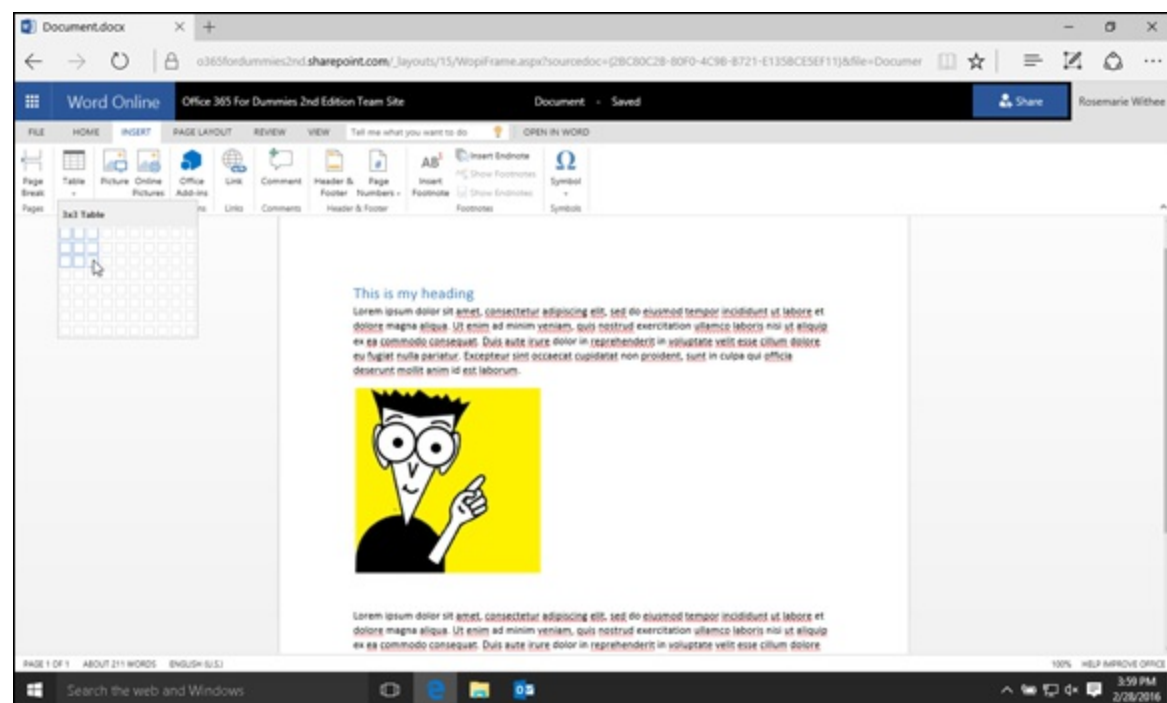 Document.docx
o365fordummies2nd.sharepoint.com/_layouts/15/WopiFrame.aspx?sourcedoc={2BC80C28-80F0-4C9B-8721-E135BCE5EF11}&file=Documer
Word Online
Office 365 For Dummies 2nd Edition Team Site
Document - Saved
Share
Rosemarie Withee
FILE HOME INSERT PAGE LAYOUT REVIEW VIEW Tell me what you want to do OPEN IN WORD
Page Break
Table
Picture
Online Pictures
Office Add-ins
Link
Comment
Header & Footer
Page Numbers
AB¹
Insert Footnote
Insert Endnote
Show Footnotes
Show Endnotes
Ω
Symbol
Pages
Links
Comments
Header & Footer
Footnotes
Symbols
3x3 Table
This is my heading
Lorem ipsum dolor sit amet, consectetur adipiscing elit, sed do eiusmod tempor incididunt ut labore et
dolore magna aliqua. Ut enim ad minim veniam, quis nostrud exercitation ullamco laboris nisi ut aliquip
ex ea commodo consequat. Duis aute irure dolor in reprehenderit in voluptate velit esse cillum dolore
eu fugiat nulla pariatur. Excepteur sint occaecat cupidatat non proident, sunt in culpa qui officia
deserunt mollit anim id est laborum.
Lorem ipsum dolor sit amet, consectetur adipiscing elit, sed do eiusmod tempor incididunt ut labore et
dolore magna aliqua. Ut enim ad minim veniam, quis nostrud exercitation ullamco laboris nisi ut aliquip
ex ea commodo consequat. Duis aute irure dolor in reprehenderit in voluptate velit esse cillum dolore
PAGE 1 OF 1 ABOUT 211 WORDS ENGLISH (U.S.)
100% HELP IMPROVE OFFICE
Search the web and Windows
3:59 PM
2/28/2016